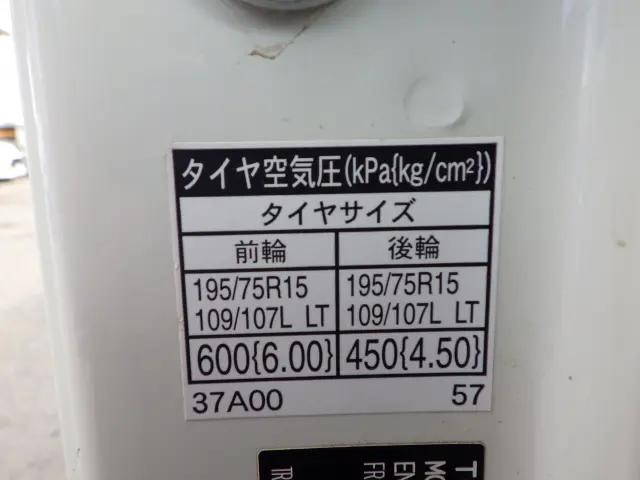 タイヤ空気圧(kPa{kg/cm²})
タイヤサイズ
前輪 後輪
195/75R15 195/75R15
109/107L LT 109/107L LT
600{6.00} 450{4.50}
37A00 57